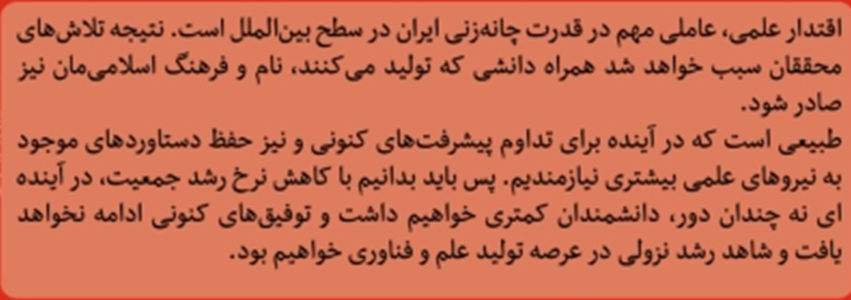 اقتدار علمی، عاملی مهم در قدرت چانه‌زنی ایران در سطح بین‌الملل است. نتیجه تلاش‌های
محققان سبب خواهد شد همراه دانشی که تولید می‌کنند، نام و فرهنگ اسلامی‌مان نیز
صادر شود.
طبیعی است که در آینده برای تداوم پیشرفت‌های کنونی و نیز حفظ دستاوردهای موجود
به نیروهای علمی بیشتری نیازمندیم. پس باید بدانیم با کاهش نرخ رشد جمعیت، در آینده
ای نه چندان دور، دانشمندان کمتری خواهیم داشت و توفیق‌های کنونی ادامه نخواهد
یافت و شاهد رشد نزولی در عرصه تولید علم و فناوری خواهیم بود.